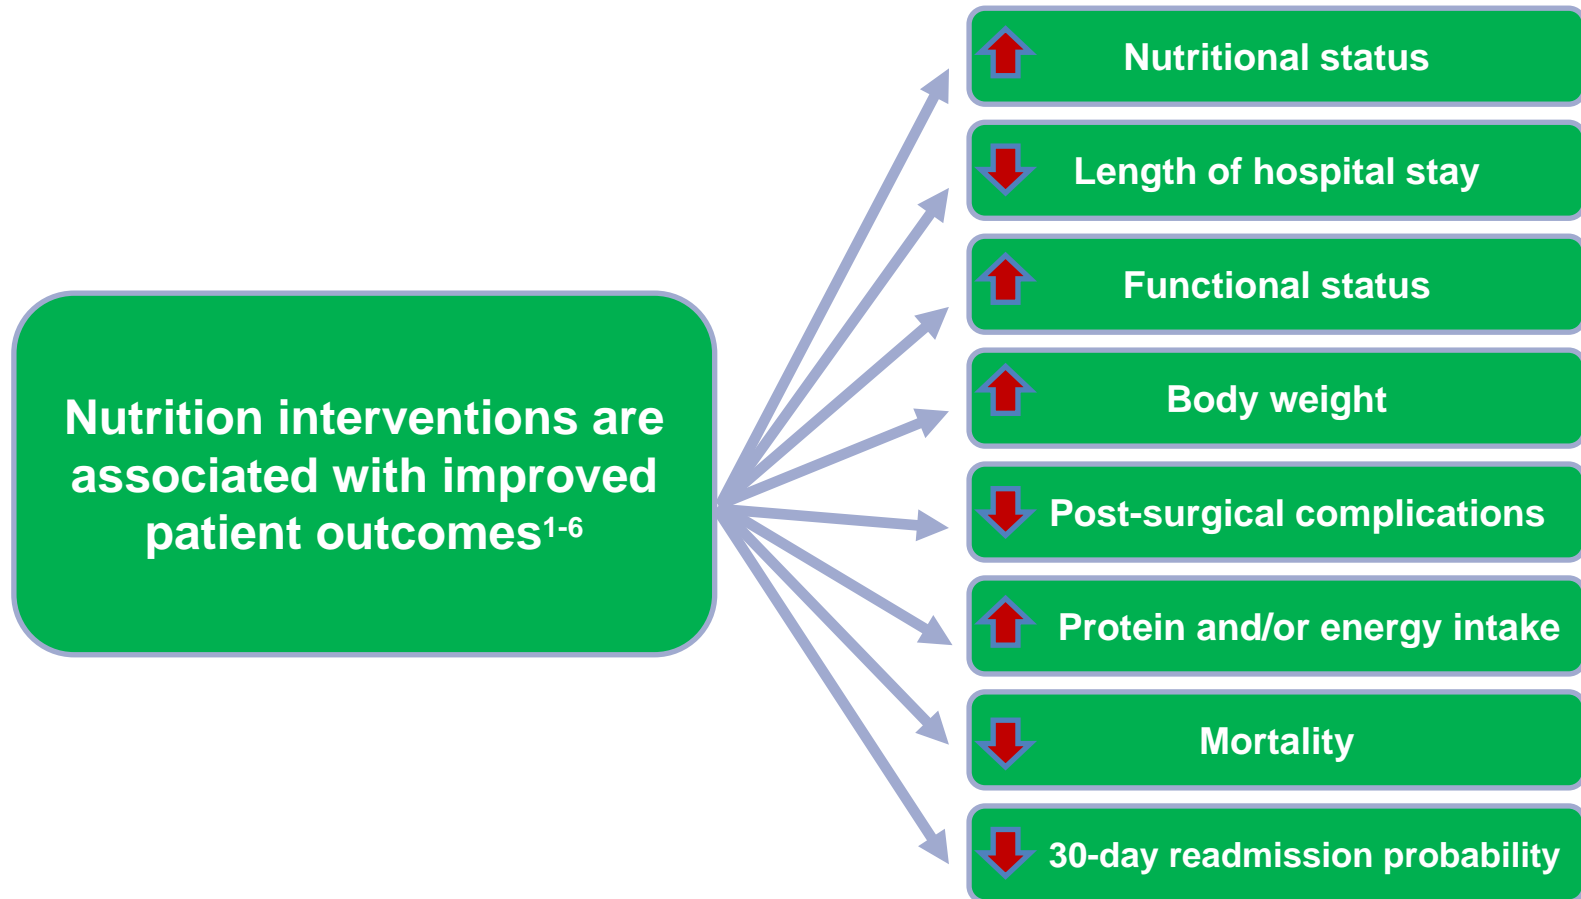 Nutrition interventions are
associated with improved
patient outcomes1-6
Nutritional status
Length of hospital stay
Functional status
Body weight
Post-surgical complications
Protein and/or energy intake
Mortality
30-day readmission probability